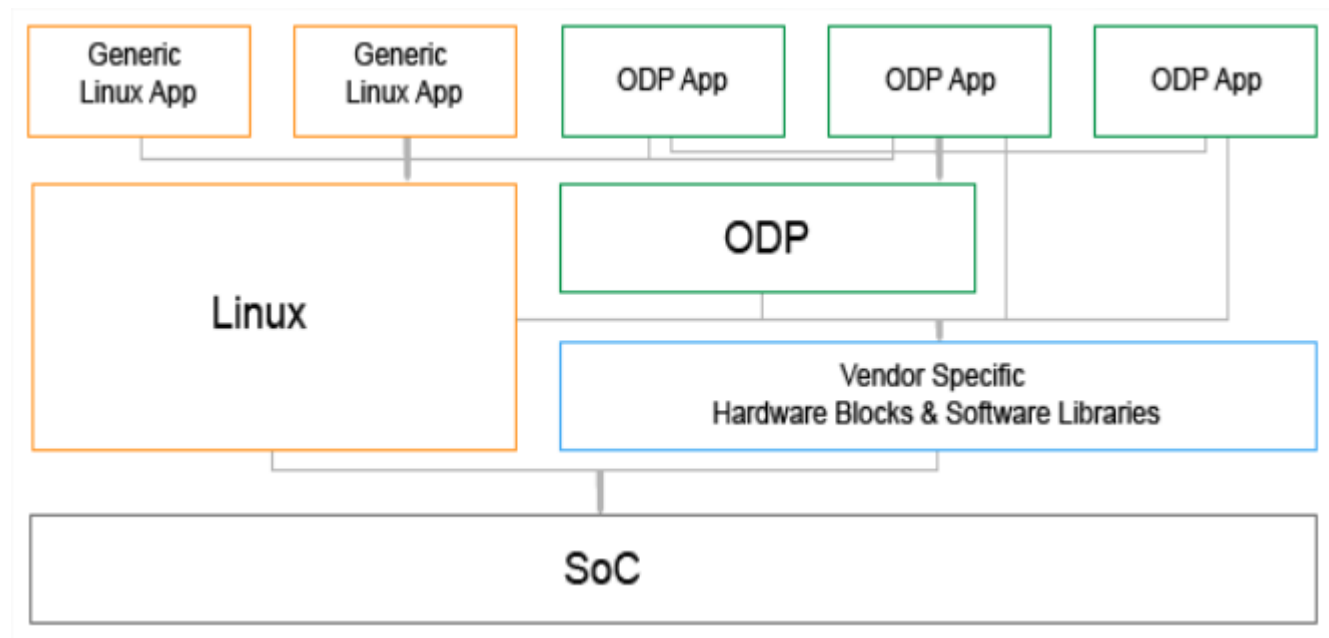 Generic
Linux App
Generic
Linux App
ODP App
ODP App
ODP App
Linux
ODP
Vendor Specific
Hardware Blocks & Software Libraries
SoC